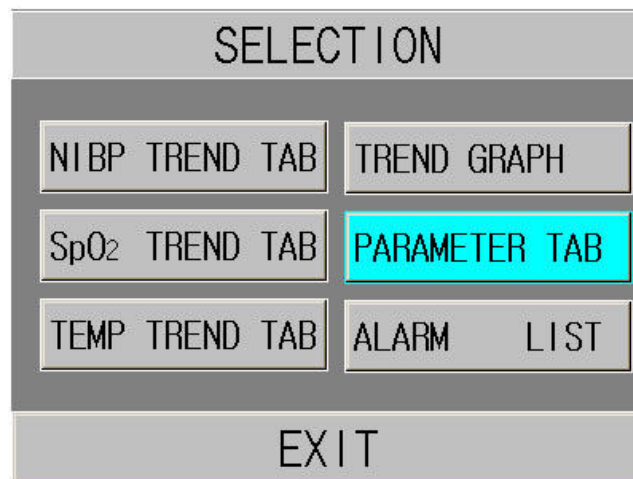 SELECTION
NIBP TREND TAB
TREND GRAPH
SpO2 TREND TAB
PARAMETER TAB
TEMP TREND TAB
ALARM LIST
EXIT